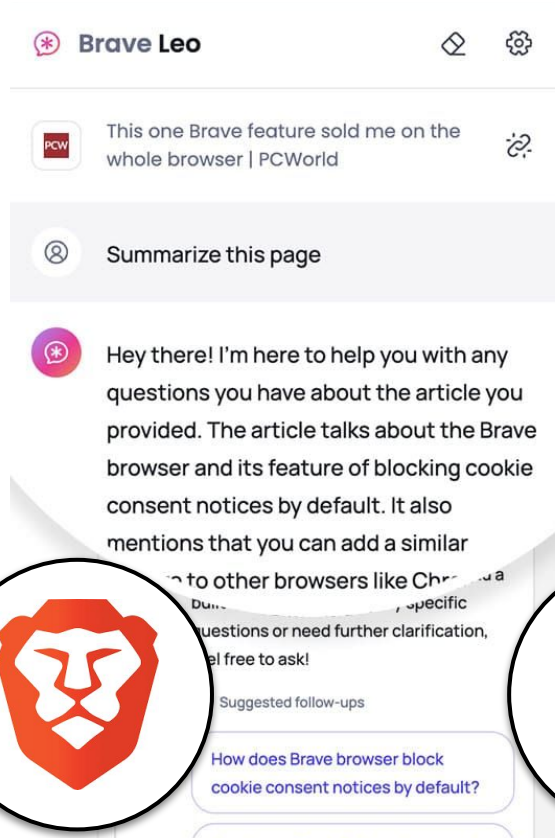 Brave Leo
PCW
This one Brave feature sold me on the
whole browser | PCWorld
Summarize this page
Hey there! I'm here to help you with any
questions you have about the article you
provided. The article talks about the Brave
browser and its feature of blocking cookie
consent notices by default. It also
mentions that you can add a similar
to other browsers like
a
specific
questions or need further clarification,
free to ask!
Suggested follow-ups
How does Brave browser block
cookie consent notices by default?